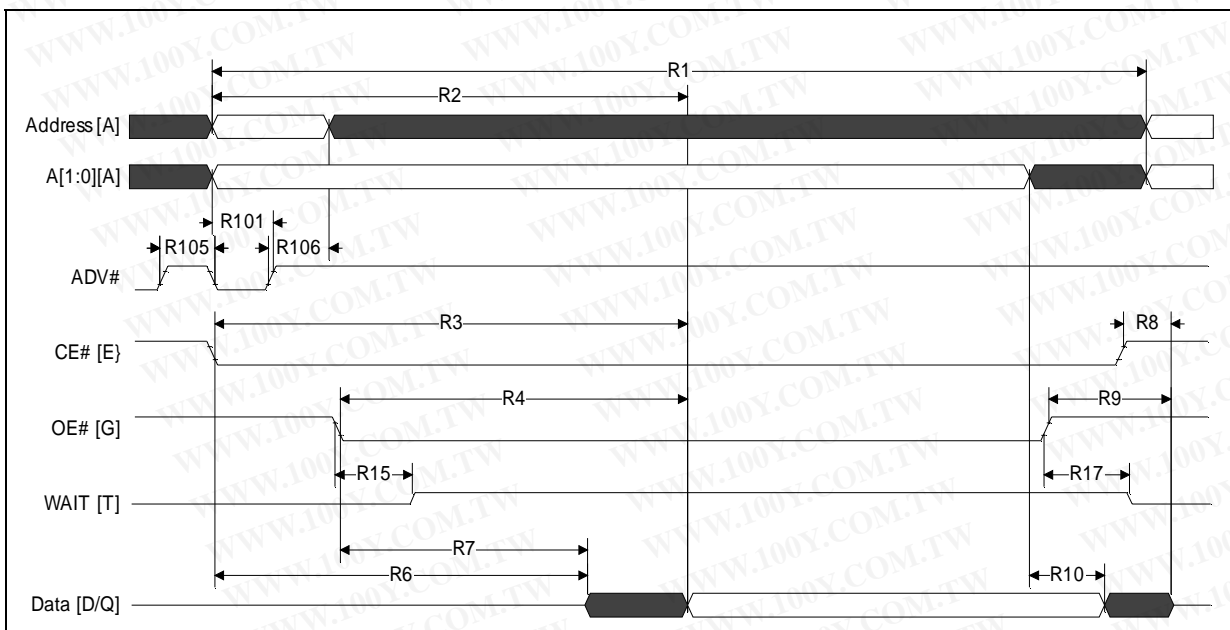 R1
R2
Address [A]
A[1:0][A]
R101
R105
R106
ADV#
R3
R8
CE# [E}
R4
R9
OE# [G]
R15
R17
WAIT [T]
R7
R6
R10
Data [D/Q]
WWW.100Y.COM.TW